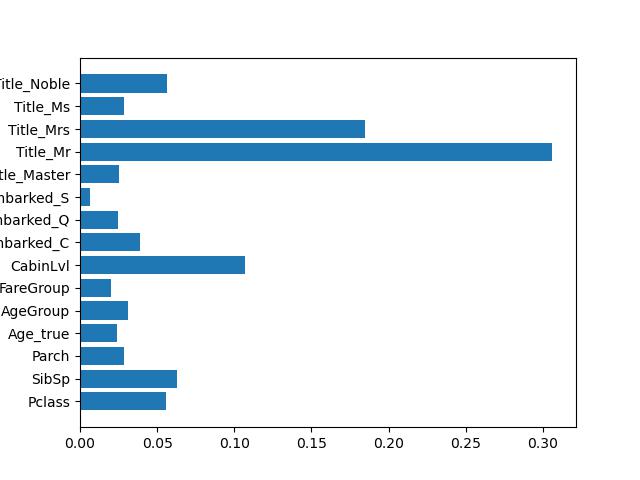 itle_Noble
Title_Ms
Title_Mrs
Title_Mr
tle_Master
nbarked_S
nbarked_Q
nbarked_C
CabinLvl
FareGroup
AgeGroup
Age_true
Parch
SibSp
Pclass
0.00 0.05 0.10 0.15 0.20 0.25 0.30